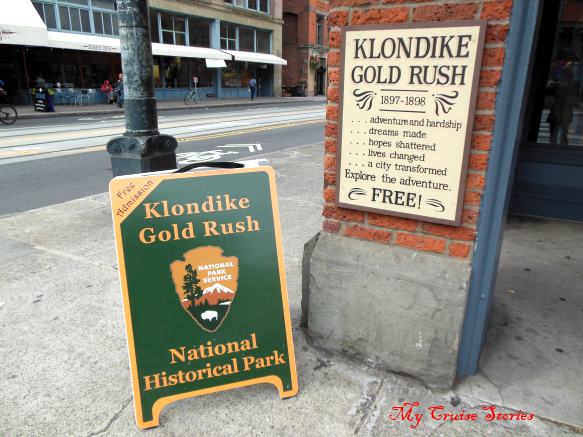 Free
Admission
Klondike
Gold Rush
NATIONAL
PARK
SERVICE
National
Historical Park
KLONDIKE
GOLD RUSH
1897-1898
. . . adventure and hardship
. . . dreams made
. . . hopes shattered
. . . lives changed
. . . a city transformed
Explore the adventure.
FREE!
My Cruise Stories